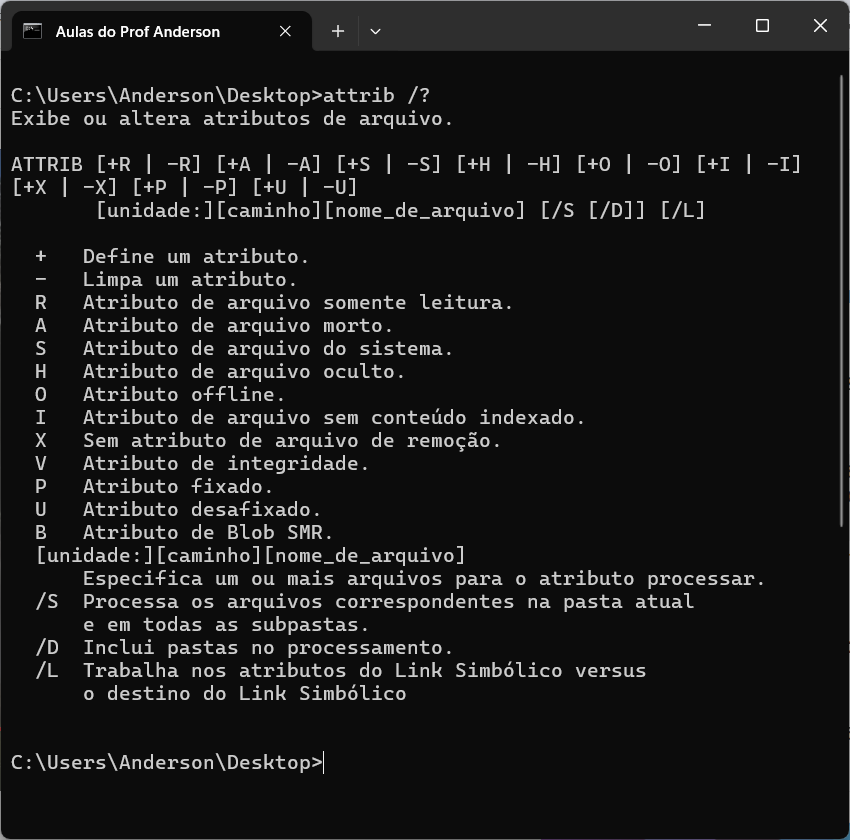 Aulas do Prof Anderson
C:\Users\Anderson\Desktop>attrib /?
Exibe ou altera atributos de arquivo.
ATTRIB [+R | -R] [+A | -A] [+S | -S] [+H | -H] [+O | -O] [+I | -I]
[+X | -X] [+P | -P] [+U | -U]
[unidade:][caminho][nome_de_arquivo] [/S [/D]] [/L]
+ Define um atributo.
- Limpa um atributo.
R Atributo de arquivo somente leitura.
A Atributo de arquivo morto.
S Atributo de arquivo do sistema.
H Atributo de arquivo oculto.
O Atributo offline.
I Atributo de arquivo sem conteúdo indexado.
X Sem atributo de arquivo de remoção.
V Atributo de integridade.
P Atributo fixado.
U Atributo desafixado.
B Atributo de Blob SMR.
[unidade:][caminho][nome_de_arquivo]
Especifica um ou mais arquivos para o atributo processar.
/S Processa os arquivos correspondentes na pasta atual
e em todas as subpastas.
/D Inclui pastas no processamento.
/L Trabalha nos atributos do Link Simbólico versus
o destino do Link Simbólico
C:\Users\Anderson\Desktop>